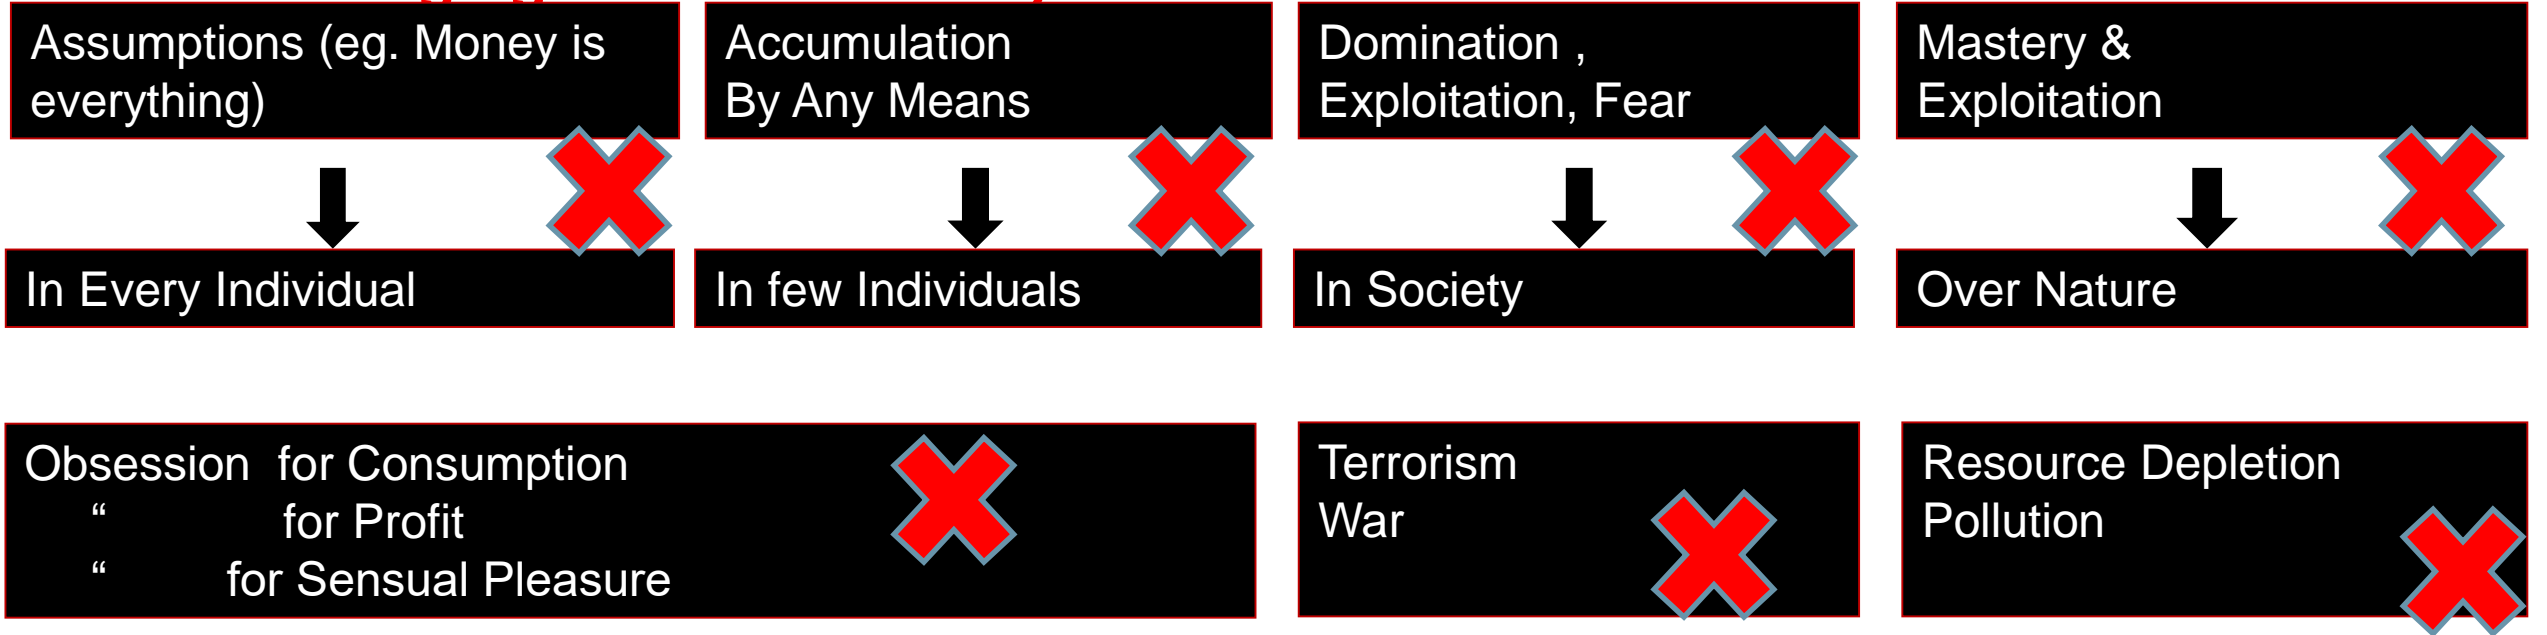 Assumptions (eg. Money is
everything)
Accumulation
By Any Means
Domination ,
Exploitation, Fear
Mastery &
Exploitation
In Every Individual
In few Individuals
In Society
Over Nature
Obsession for Consumption
“ for Profit
“ for Sensual Pleasure
Terrorism
War
Resource Depletion
Pollution